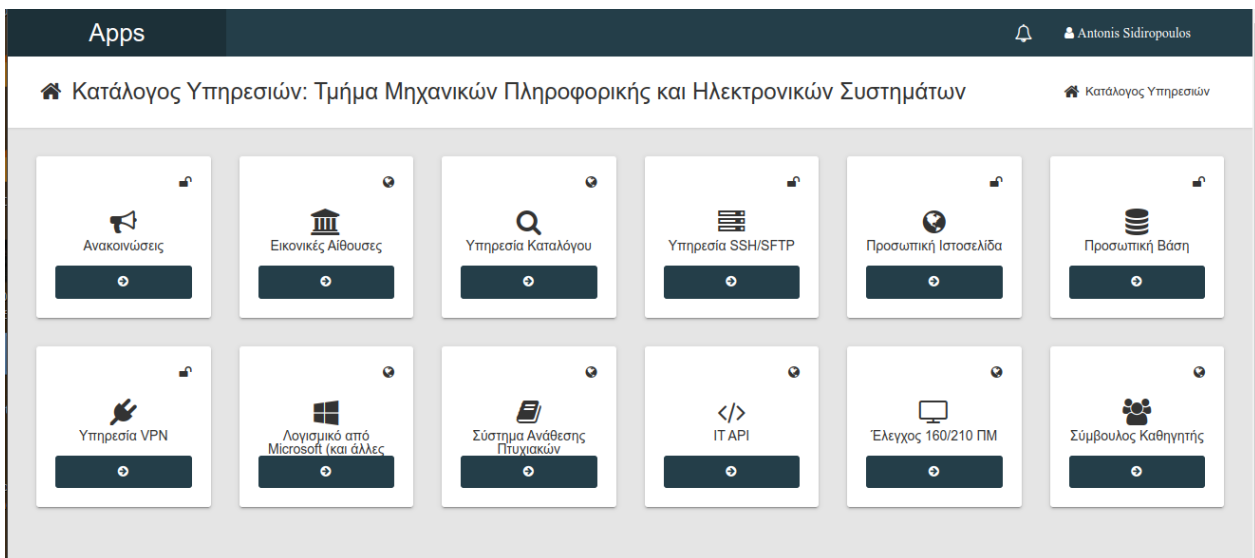 Apps
Antonis Sidiropoulos
Κατάλογος Υπηρεσιών: Τμήμα Μηχανικών Πληροφορικής και Ηλεκτρονικών Συστημάτων
Κατάλογος Υπηρεσιών
Ανακοινώσεις
Εικονικές Αίθουσες
Υπηρεσία Καταλόγου
Υπηρεσία SSH/SFTP
Προσωπική Ιστοσελίδα
Προσωπική Βάση
Υπηρεσία VPN
Λογισμικό από
Microsoft (και άλλες
Σύστημα Ανάθεσης
Πτυχιακών
</> 
IT API
Έλεγχος 160/210 ΠΜ
Σύμβουλος Καθηγητής